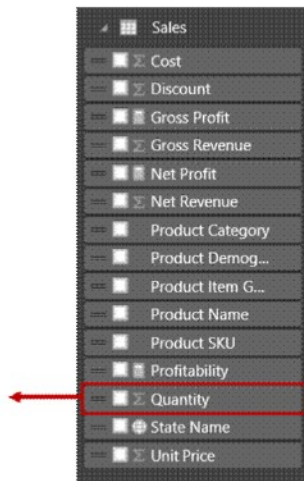 Sales
Σ Cost
Σ Discount
Gross Profit
Σ Gross Revenue
Net Profit
Σ Net Revenue
Product Category
Product Demog...
Product Item G...
Product Name
Product SKU
Profitability
Σ Quantity
State Name
Σ Unit Price